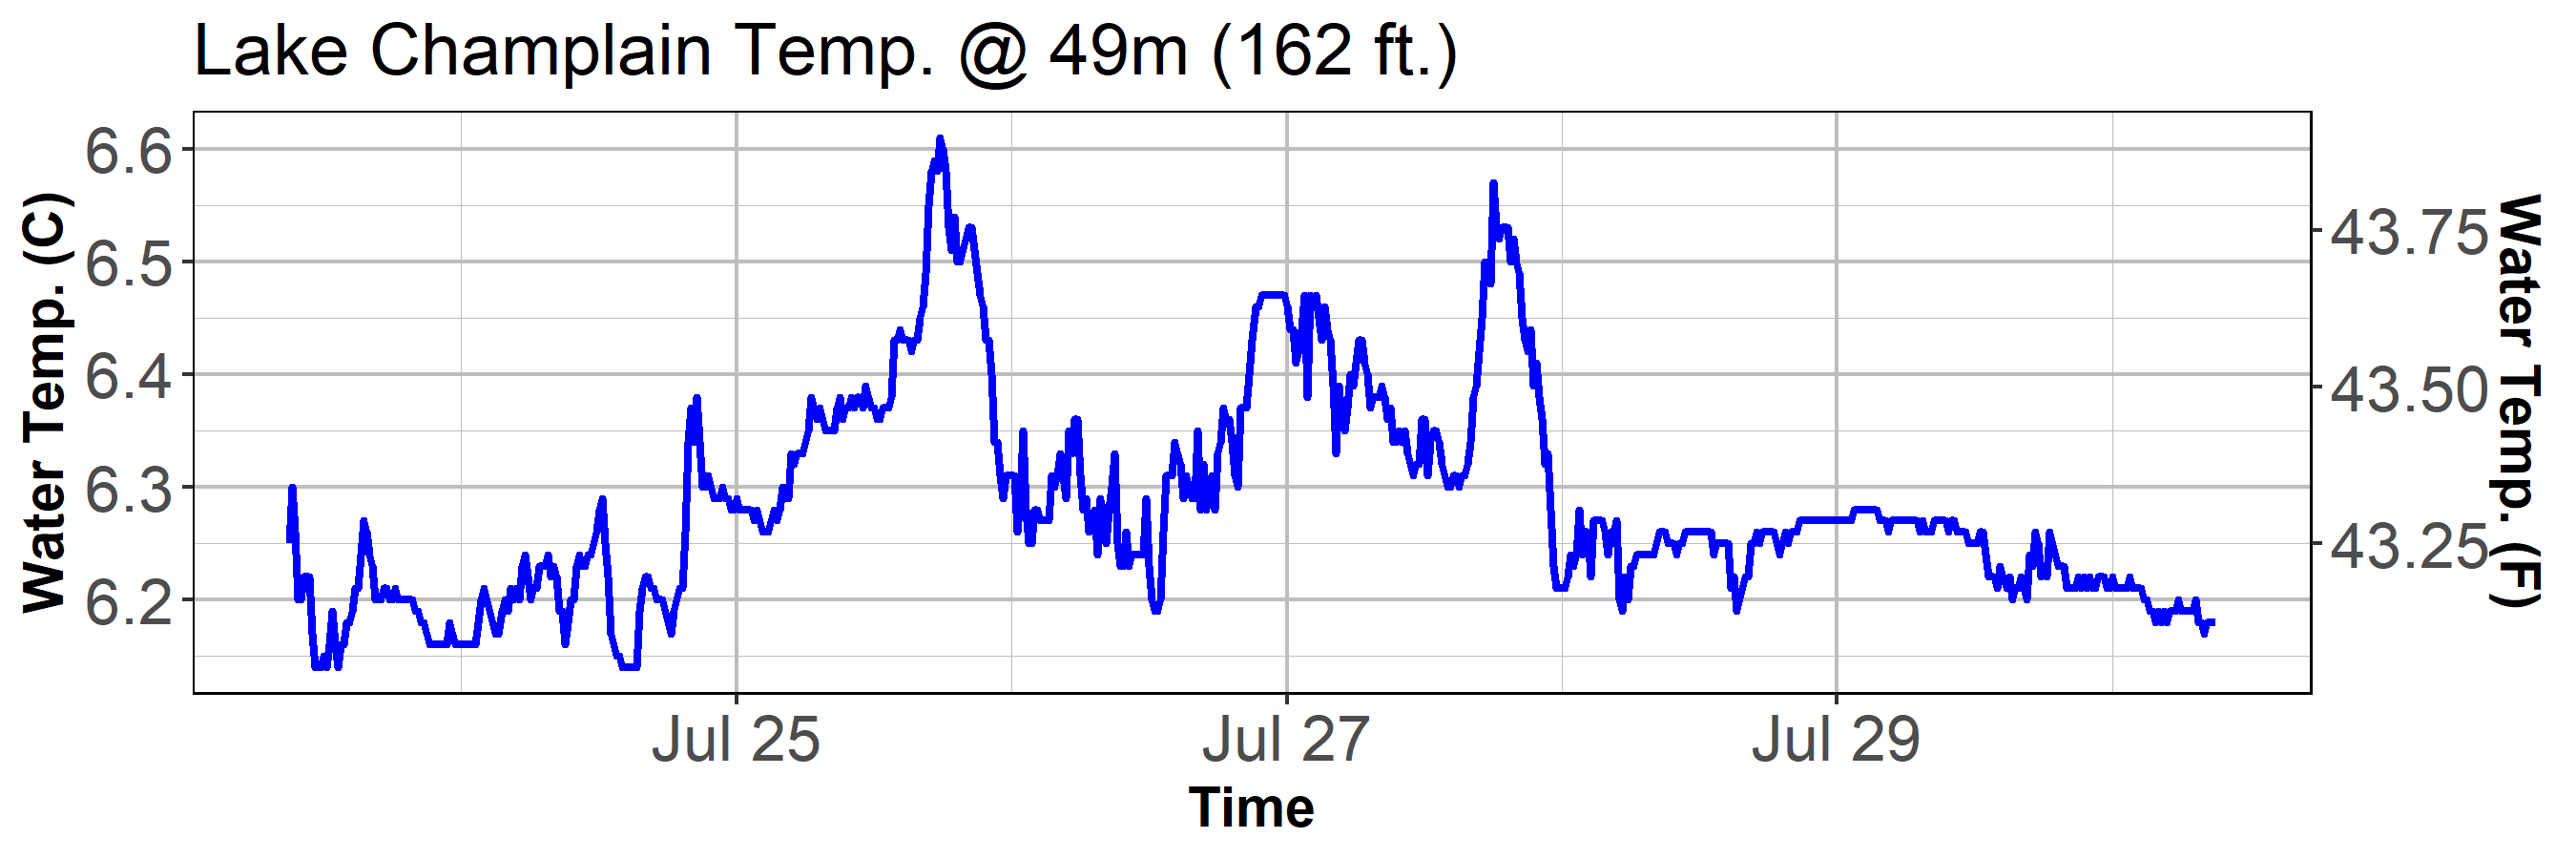 Lake Champlain Temp. @ 49m (162 ft.)
Water Temp. (C)
6.6
6.5
6.4
6.3
6.2
43.75
43.50
43.25
Water Temp. (F)
Jul 25
Jul 27
Jul 29
Time